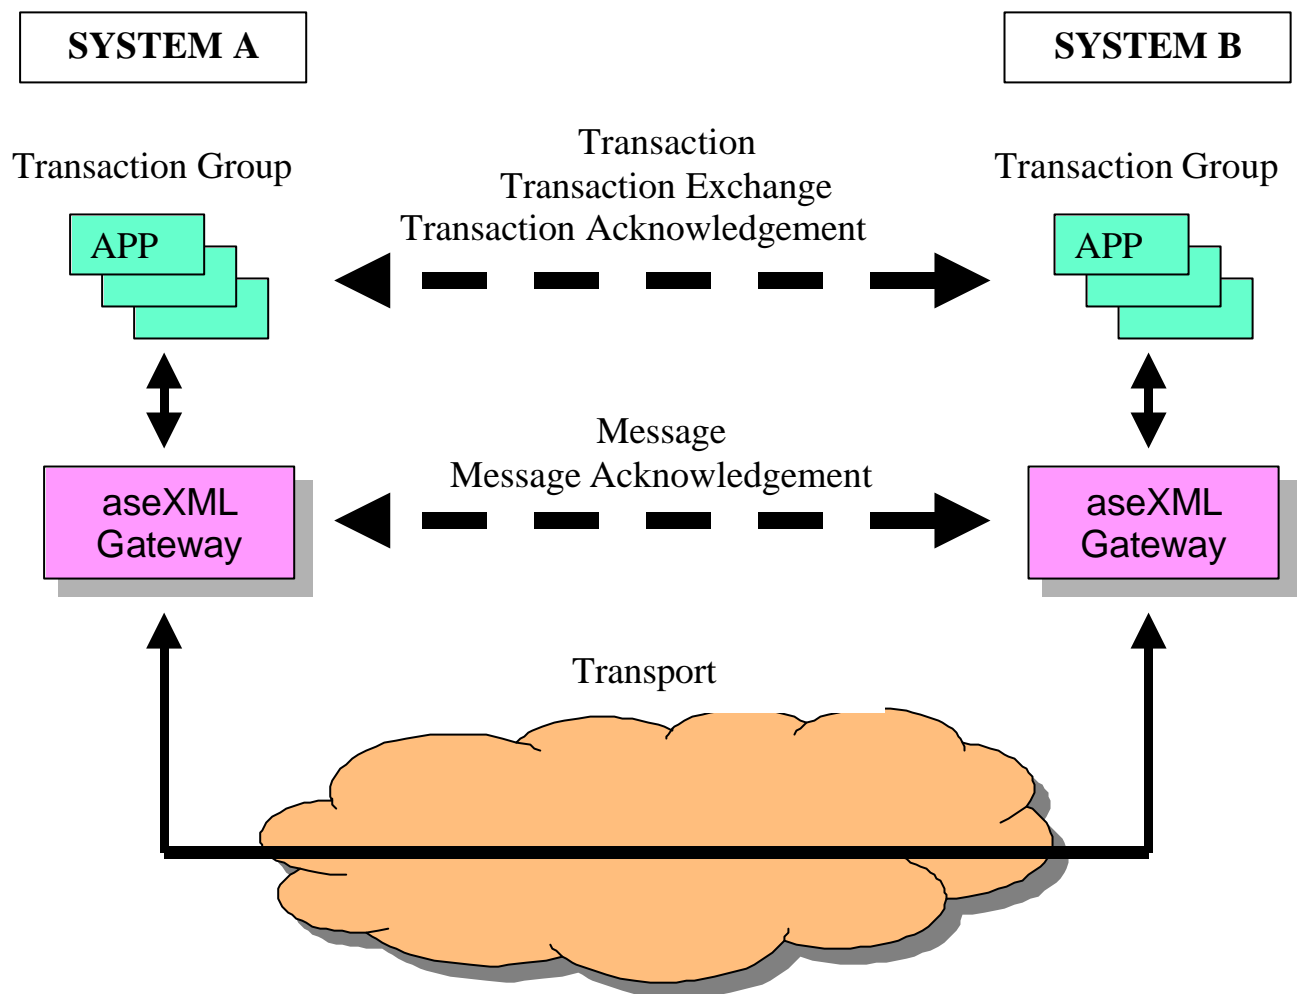 SYSTEM A
SYSTEM B
Transaction Group
Transaction
Transaction Exchange
Transaction Acknowledgement
Transaction Group
APP
APP
Message
Message Acknowledgement
aseXML
Gateway
aseXML
Gateway
Transport